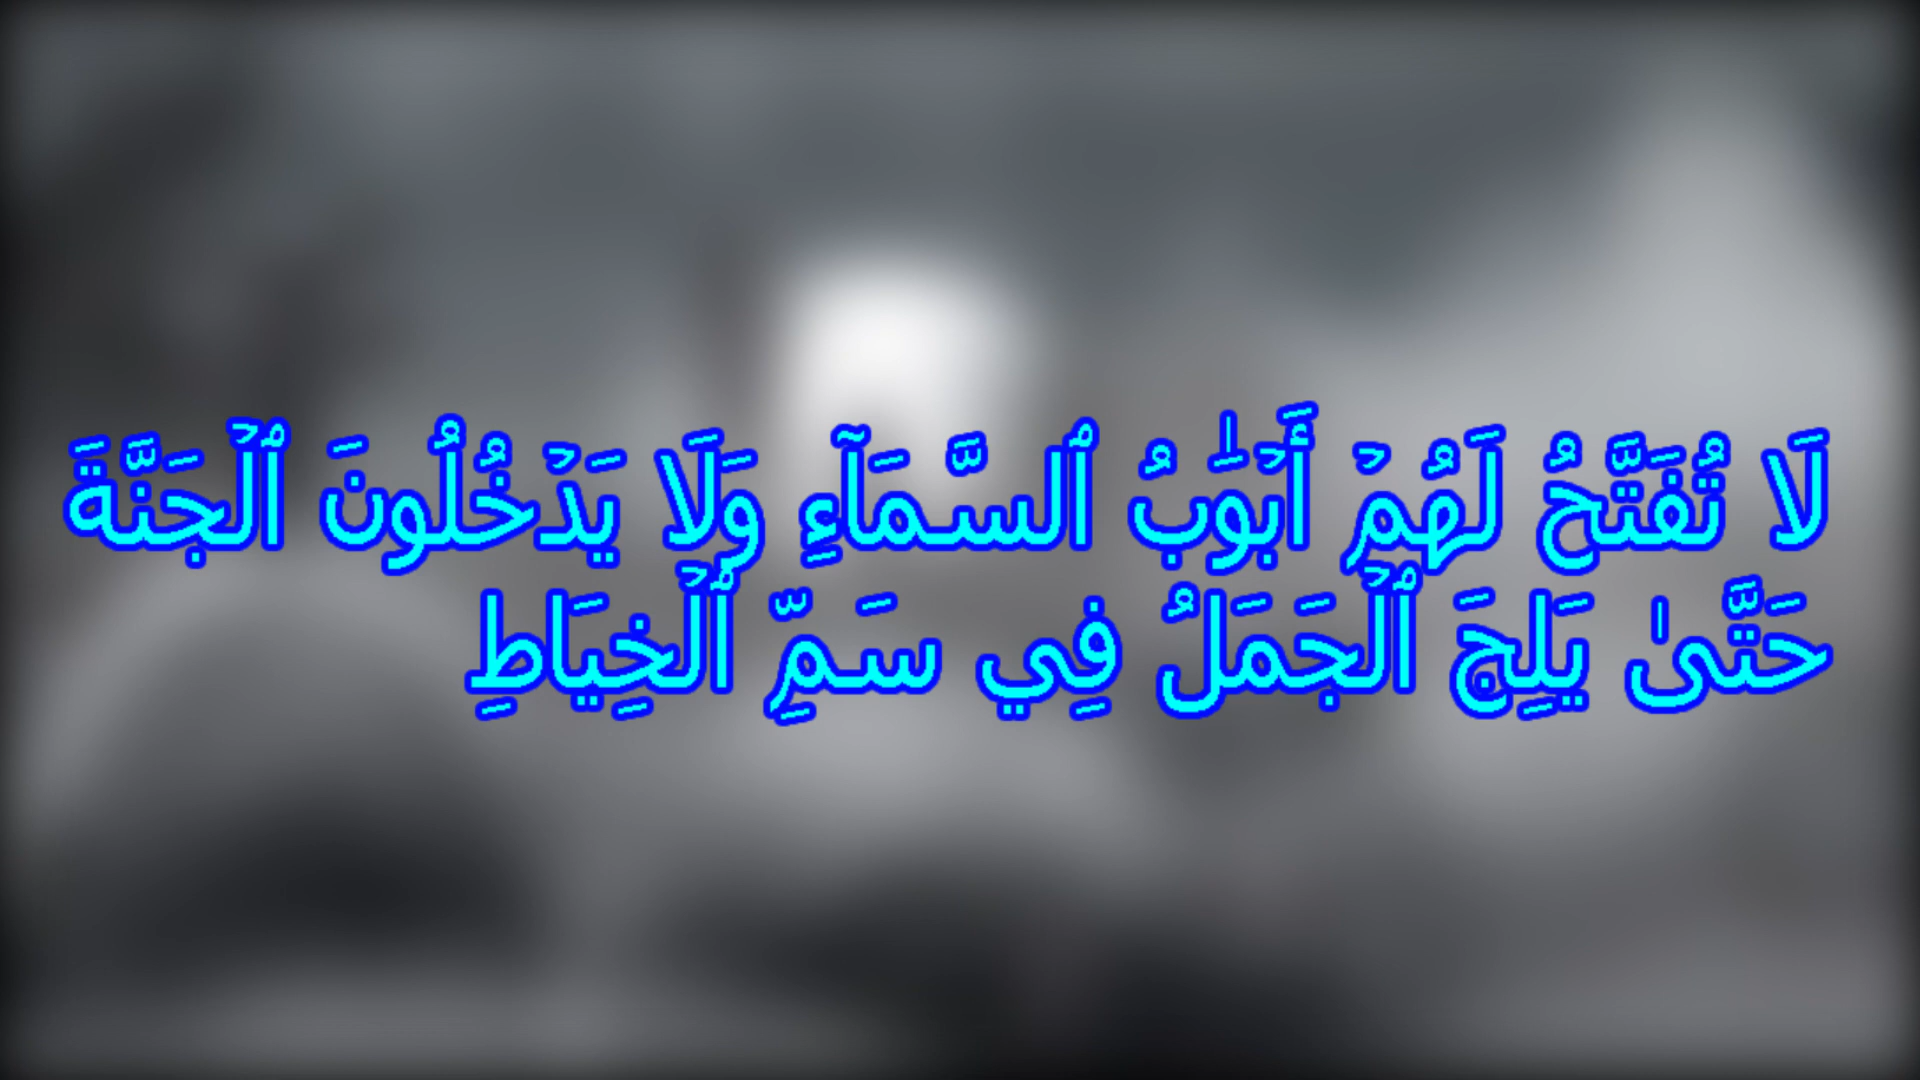 لَا تُفَتَّحُ لَهُمۡ أَبۡوَٰبُ ٱلسَّمَآءِ وَلَا يَدۡخُلُونَ ٱلۡجَنَّةَ
حَتَّىٰ يَلِجَ ٱلۡجَمَلُ فِي سَمِّ ٱلۡخِيَاطِ